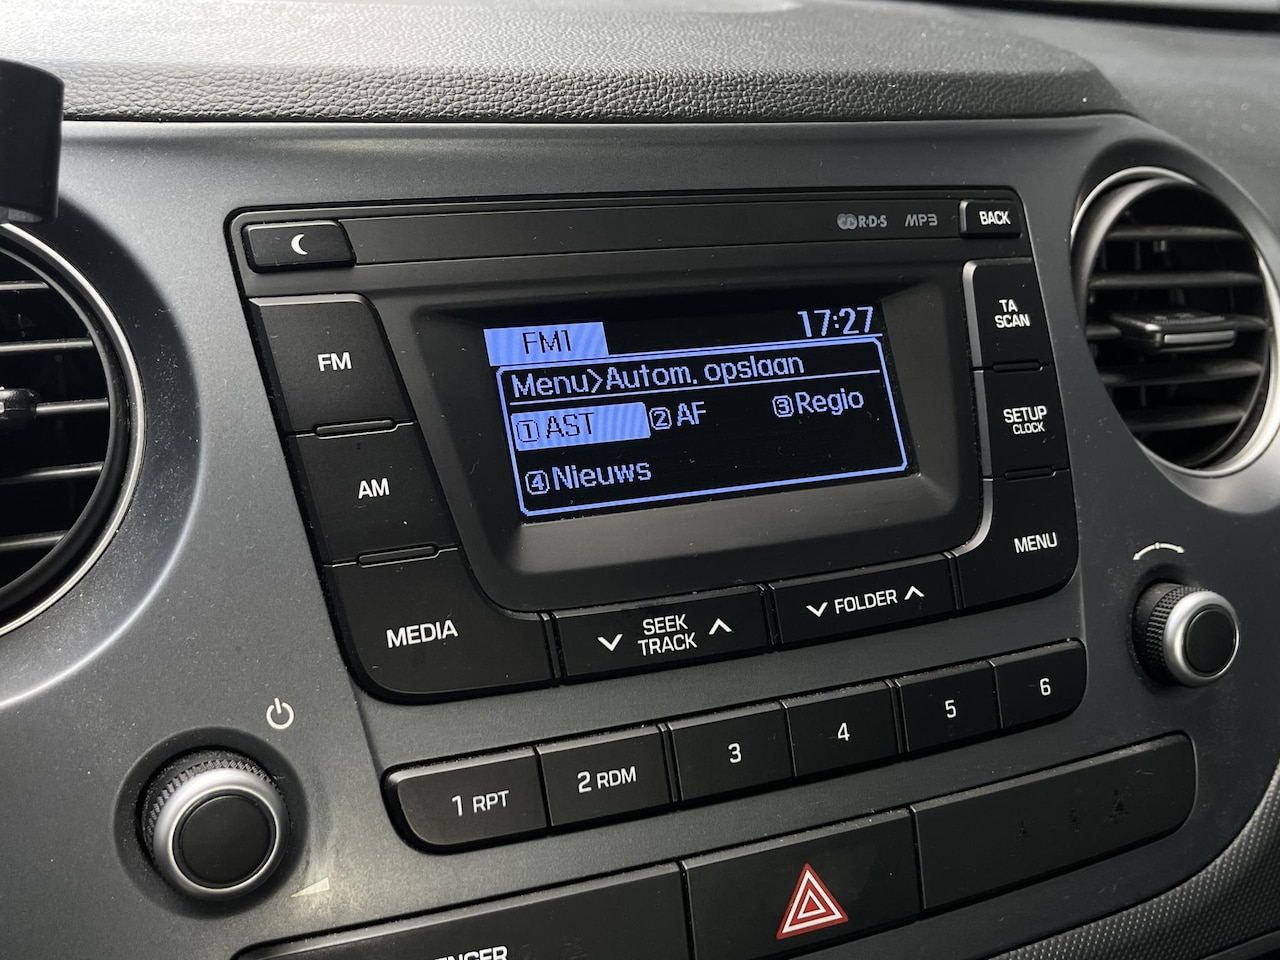 R·D·S MP3 BACK
FM
AM
MEDIA
FM1 17:27
Menu>Autom. opslaan
1 AST 2 AF 3 Regio
4 Nieuws
TA
SCAN
SETUP
CLOCK
MENU
SEEK
TRACK
FOLDER
1 RPT 2 RDM 3 4 5 6